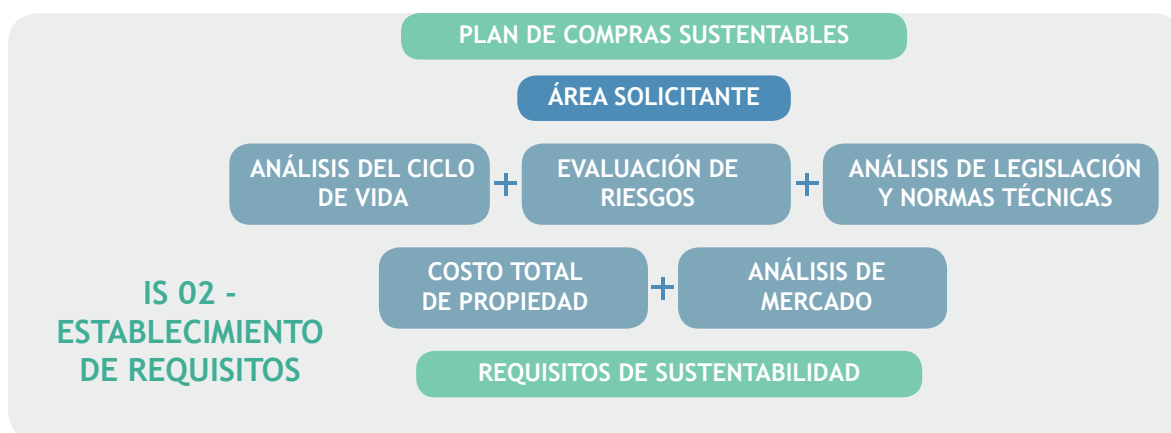 PLAN DE COMPRAS SUSTENTABLES
ÁREA SOLICITANTE
ANÁLISIS DEL CICLO
DE VIDA
+
EVALUACIÓN DE
RIESGOS
+
ANÁLISIS DE LEGISLACIÓN
Y NORMAS TÉCNICAS
COSTO TOTAL
DE PROPIEDAD
+
ANÁLISIS DE
MERCADO
IS 02 -
ESTABLECIMIENTO
DE REQUISITOS
REQUISITOS DE SUSTENTABILIDAD